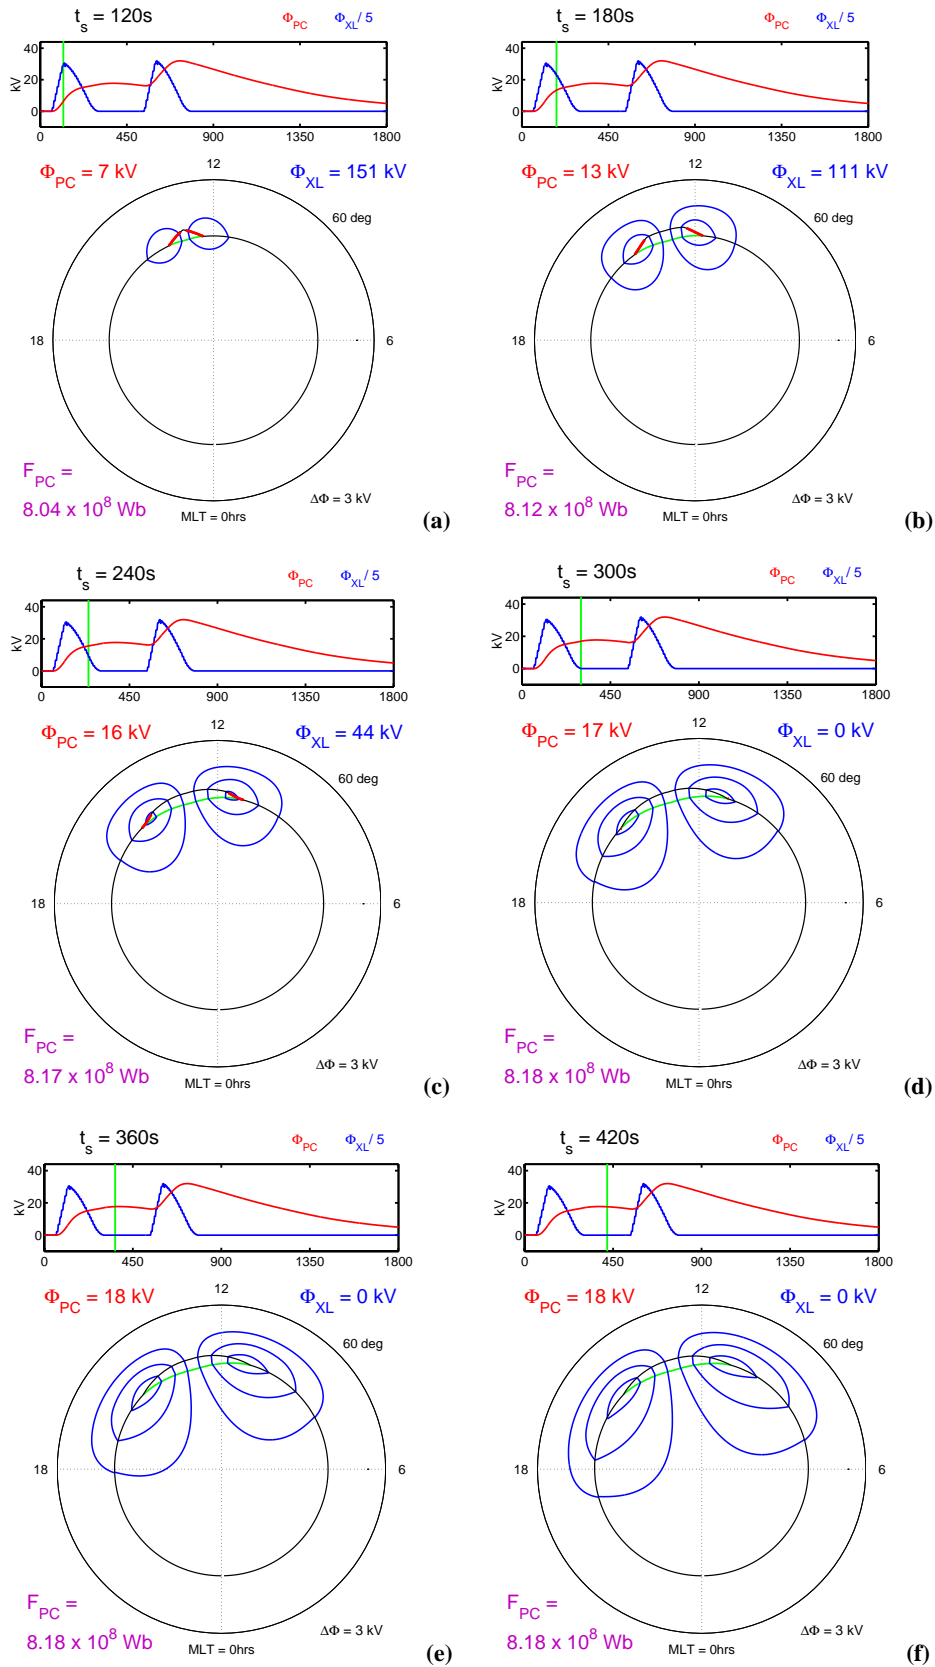 t_s = 120s Φ_PC Φ_XL/ 5
40
20
0
kV
0 450 900 1350 1800
Φ_PC = 7 kV 12 Φ_XL = 151 kV
60 deg
18 6
F_PC =
8.04 x 10^8 Wb
ΔΦ = 3 kV
MLT = 0hrs
(a)
t_s = 180s Φ_PC Φ_XL/ 5
40
20
0
kV
0 450 900 1350 1800
Φ_PC = 13 kV 12 Φ_XL = 111 kV
60 deg
18 6
F_PC =
8.12 x 10^8 Wb
ΔΦ = 3 kV
MLT = 0hrs
(b)
t_s = 240s Φ_PC Φ_XL/ 5
40
20
0
kV
0 450 900 1350 1800
Φ_PC = 16 kV 12 Φ_XL = 44 kV
60 deg
18 6
F_PC =
8.17 x 10^8 Wb
ΔΦ = 3 kV
MLT = 0hrs
(c)
t_s = 300s Φ_PC Φ_XL/ 5
40
20
0
kV
0 450 900 1350 1800
Φ_PC = 17 kV 12 Φ_XL = 0 kV
60 deg
18 6
F_PC =
8.18 x 10^8 Wb
ΔΦ = 3 kV
MLT = 0hrs
(d)
t_s = 360s Φ_PC Φ_XL/ 5
40
20
0
kV
0 450 900 1350 1800
Φ_PC = 18 kV 12 Φ_XL = 0 kV
60 deg
18 6
F_PC =
8.18 x 10^8 Wb
ΔΦ = 3 kV
MLT = 0hrs
(e)
t_s = 420s Φ_PC Φ_XL/ 5
40
20
0
kV
0 450 900 1350 1800
Φ_PC = 18 kV 12 Φ_XL = 0 kV
60 deg
18 6
F_PC =
8.18 x 10^8 Wb
ΔΦ = 3 kV
MLT = 0hrs
(f)